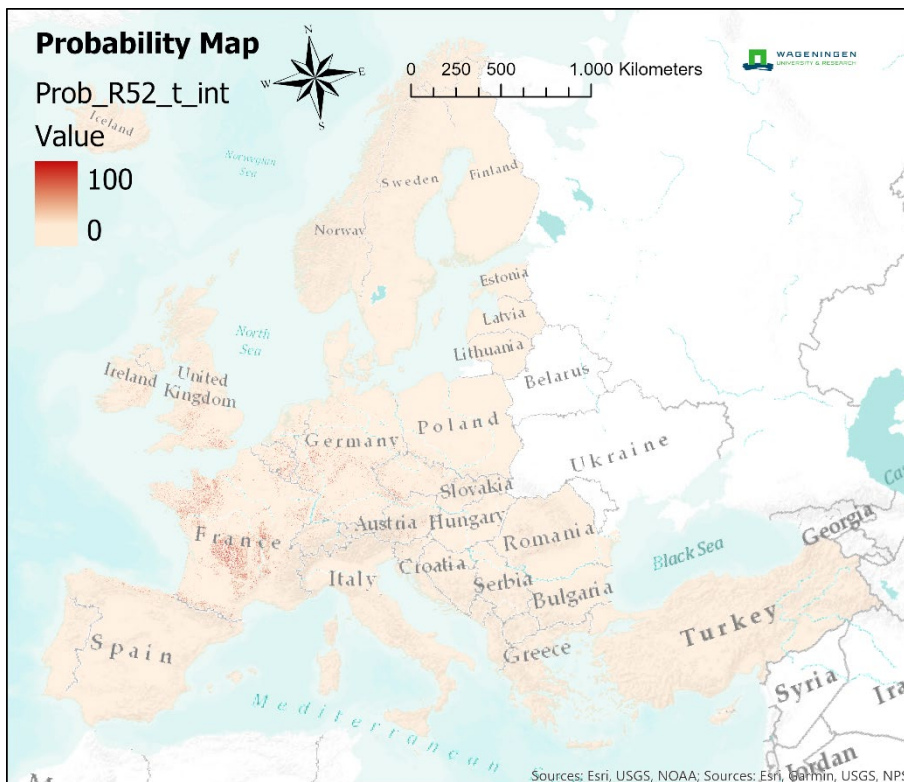 Probability Map
Prob_R52_t_int
Value
100
0
N
W
E
S
0 250 500 1.000 Kilometers
WAGENINGEN
UNIVERSITY & RESEARCH
Iceland
Norwegian
Sea
Sweden
Finland
Norway
Estonia
Latvia
Lithuania
North
Sea
Ireland
United
Kingdom
Belarus
Germany
Poland
Ukraine
Slovakia
France
Austria
Hungary
Romania
Georgia
Croatia
Italy
Serbia
Black Sea
Bulgaria
Turkey
Spain
Greece
Syria
Mediterranean
Jordan
Sources: Esri, USGS, NOAA; Sources: Esri, Garmin, USGS, NPS